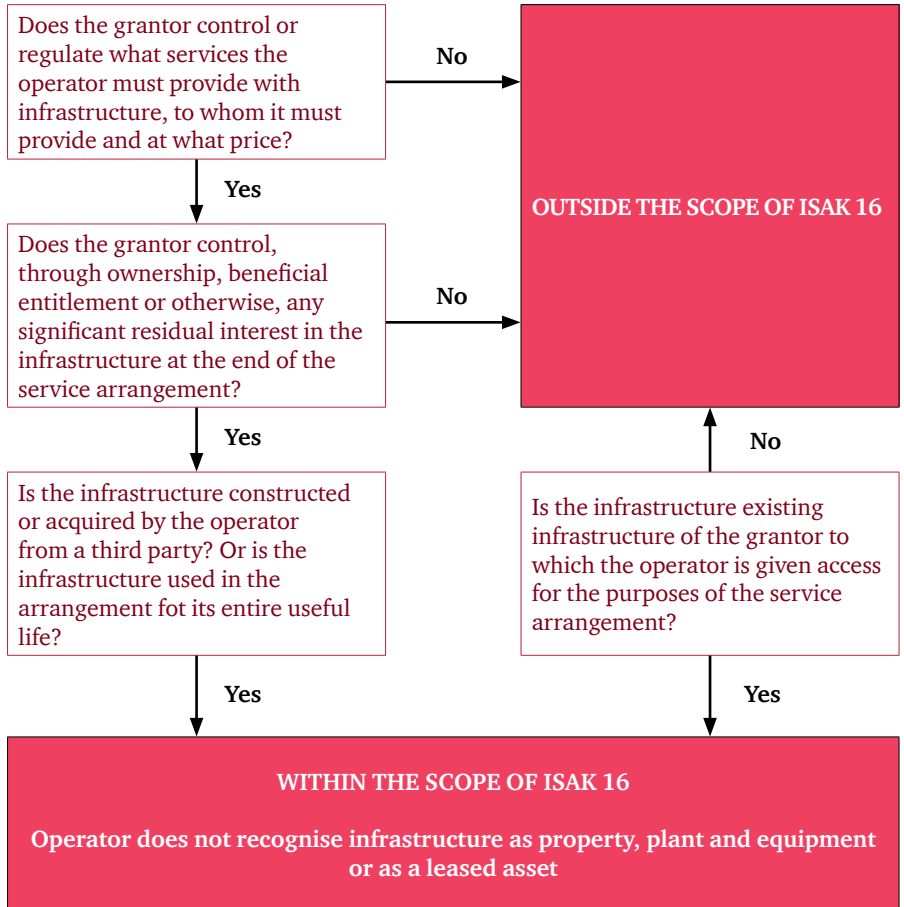 Does the grantor control or
regulate what services the
operator must provide with
infrastructure, to whom it must
provide and at what price?
No
Yes
OUTSIDE THE SCOPE OF ISAK 16
Does the grantor control,
through ownership, beneficial
entitlement or otherwise, any
significant residual interest in the
infrastructure at the end of the
service arrangement?
No
Yes
No
Is the infrastructure constructed
or acquired by the operator
from a third party? Or is the
infrastructure used in the
arrangement fot its entire useful
life?
Is the infrastructure existing
infrastructure of the grantor to
which the operator is given access
for the purposes of the service
arrangement?
Yes
Yes
WITHIN THE SCOPE OF ISAK 16
Operator does not recognise infrastructure as property, plant and equipment
or as a leased asset